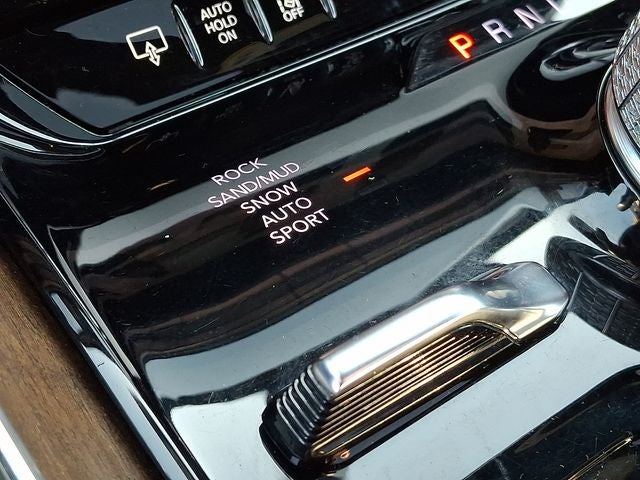 AUTO
HOLD
ON
OFF
P R N
ROCK
SAND/MUD
SNOW
AUTO
SPORT